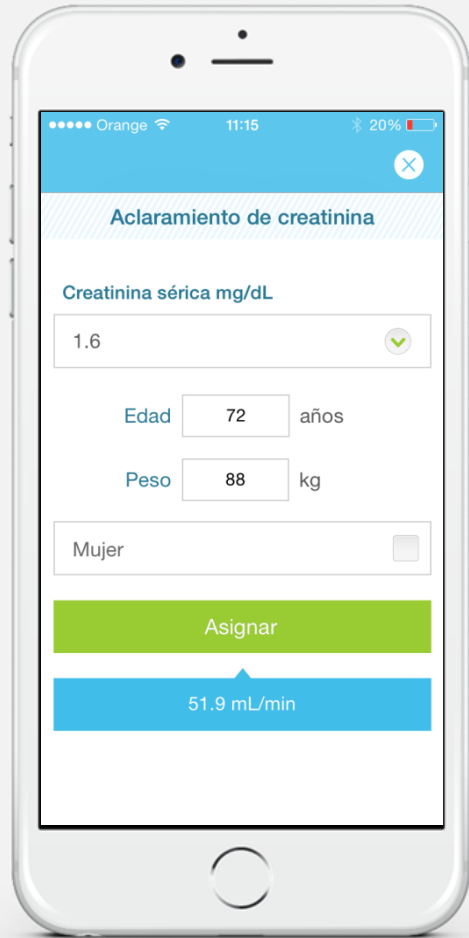 Orange 11:15 20%
Aclaramiento de creatinina
Creatinina sérica mg/dL
1.6
Edad 72 años
Peso 88 kg
Mujer
Asignar
51.9 mL/min